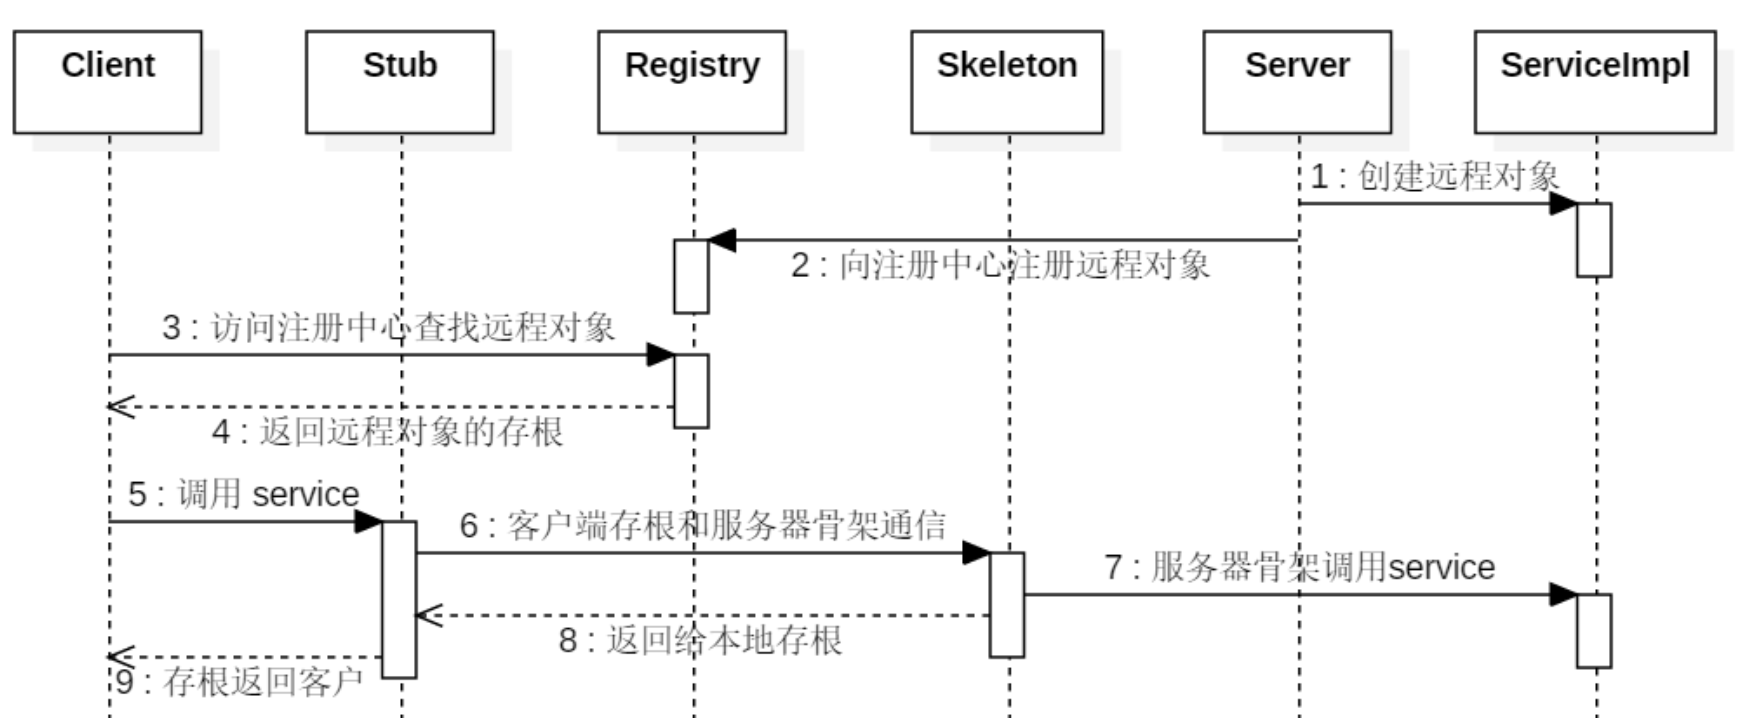 Client
Stub
Registry
Skeleton
Server
ServiceImpl
1 : 创建远程对象
2 : 向注册中心注册远程对象
3 : 访问注册中心查找远程对象
4 : 返回远程对象的存根
5 : 调用 service
6 : 客户端存根和服务器骨架通信
7 : 服务器骨架调用service
8 : 返回给本地存根
9 : 存根返回客户